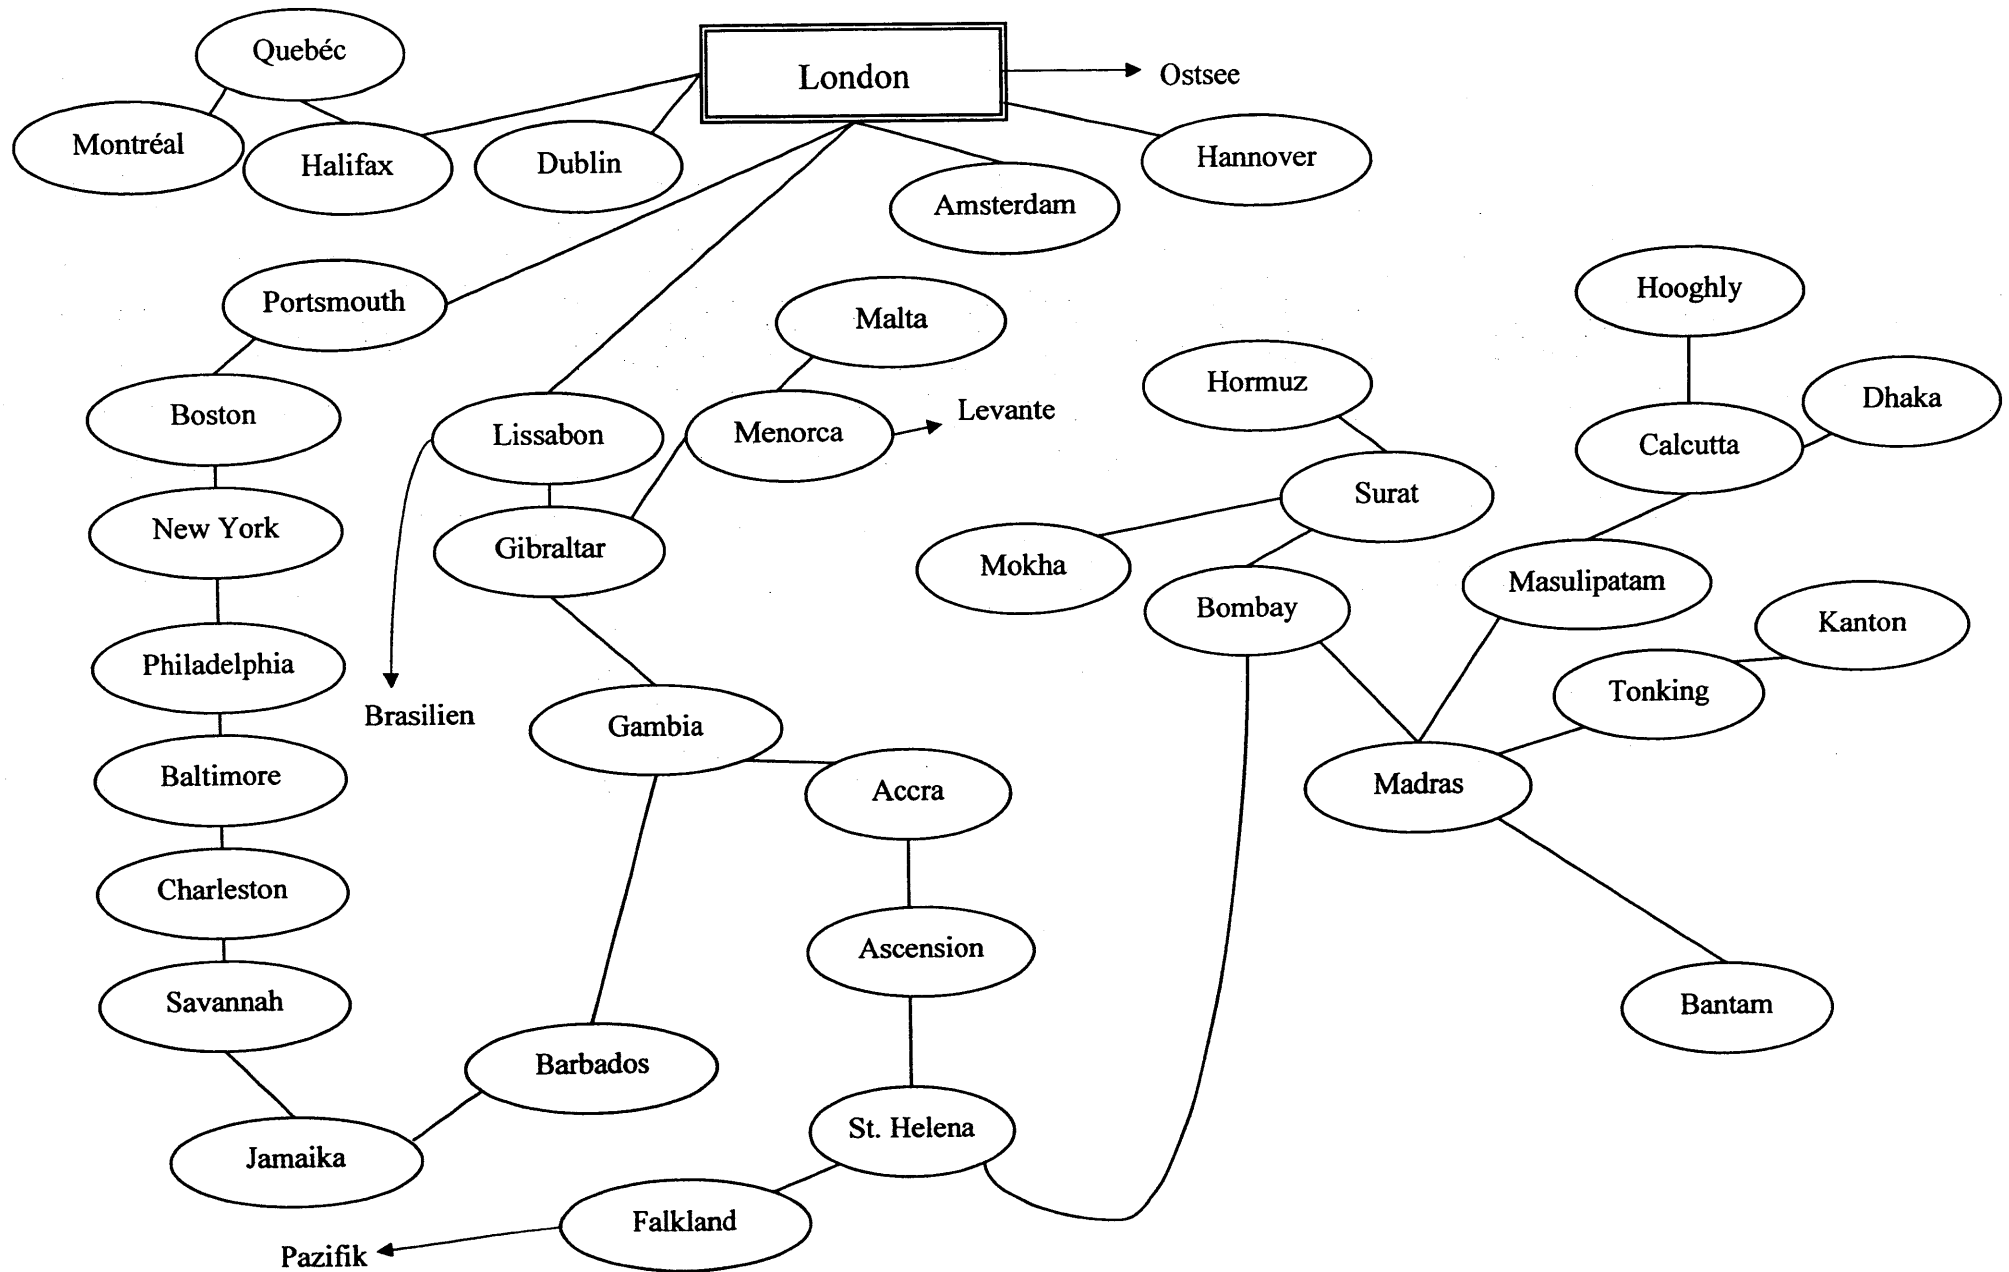 Quebéc
London
Ostsee
Montréal
Halifax
Dublin
Hannover
Amsterdam
Portsmouth
Malta
Hooghly
Hormuz
Dhaka
Boston
Lissabon
Menorca
Levante
Calcutta
Surat
New York
Gibraltar
Mokha
Masulipatam
Bombay
Kanton
Philadelphia
Tonking
Brasilien
Gambia
Baltimore
Accra
Madras
Charleston
Ascension
Savannah
Bantam
Barbados
St. Helena
Jamaika
Falkland
Pazifik